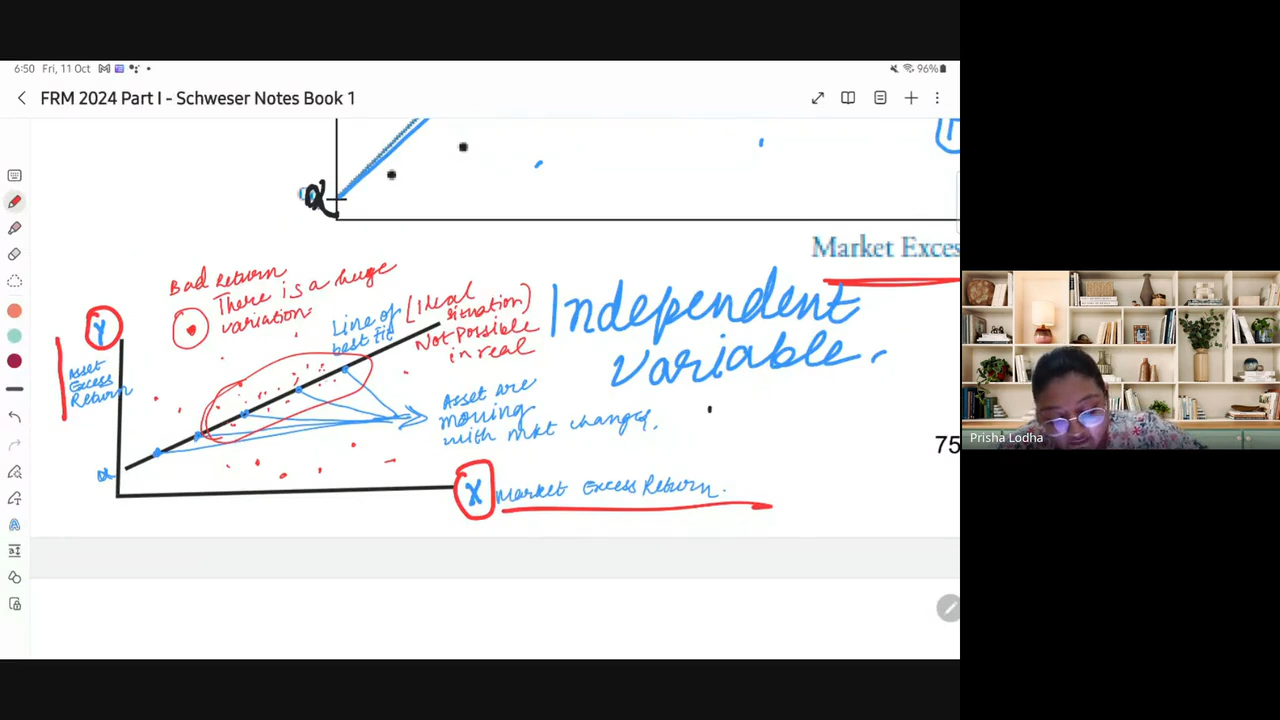 6:50 Fri, 11 Oct
96%
FRM 2024 Part I - Schweser Notes Book 1
α
Market Exces
Bad Return
There is a huge
variation.
Line of
best fit
[Ideal
situation)
Not Possible
in real
Independent
variable.
Y
Asset
Excess
Return
Asset are
moving
with mkt changes.
α
X Market Excess Return.
75
Prisha Lodha